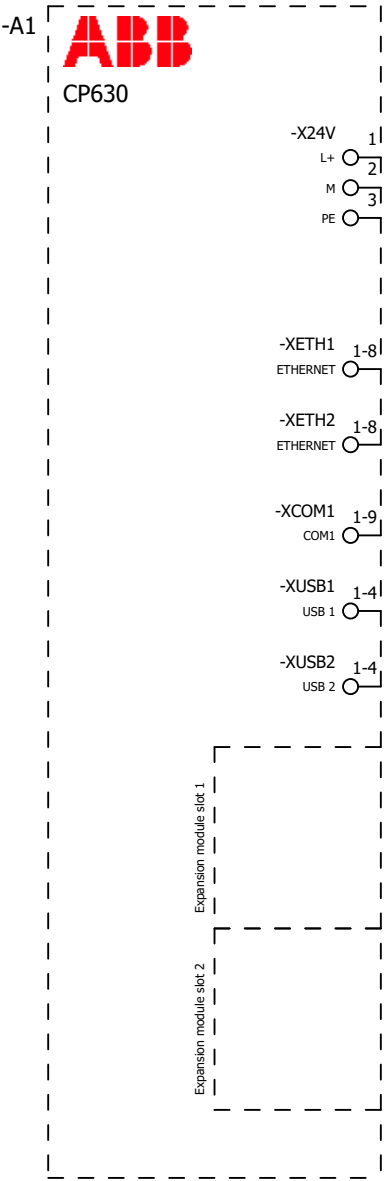 -A1
ABB
CP630
-X24V 1
L+
2
M
3
PE
-XETH1 1-8
ETHERNET
-XETH2 1-8
ETHERNET
-XCOM1 1-9
COM1
-XUSB1 1-4
USB 1
-XUSB2 1-4
USB 2
Expansion module slot 1
Expansion module slot 2